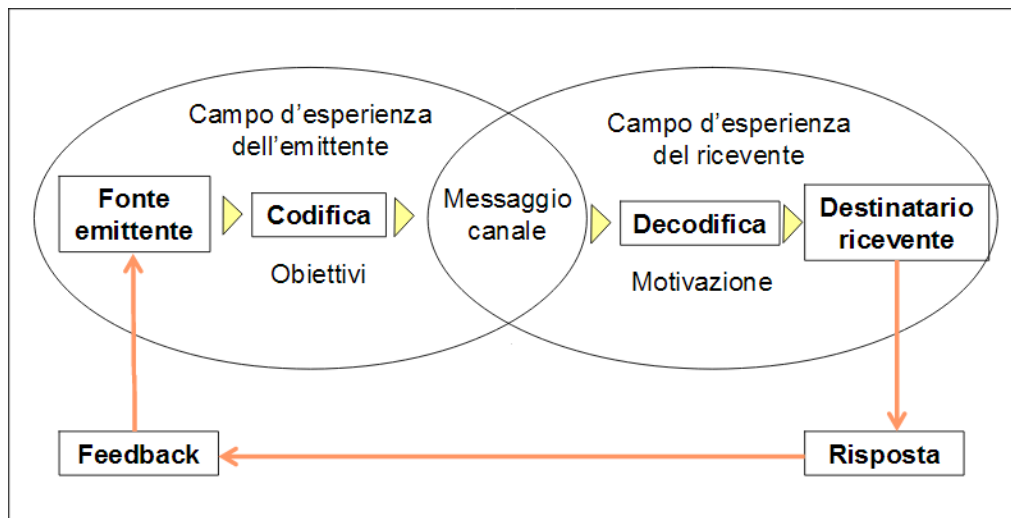 Campo d'esperienza
dell'emittente
Campo d'esperienza
del ricevente
Fonte
emittente
Codifica
Messaggio
canale
Decodifica
Destinatario
ricevente
Obiettivi
Motivazione
Feedback
Risposta